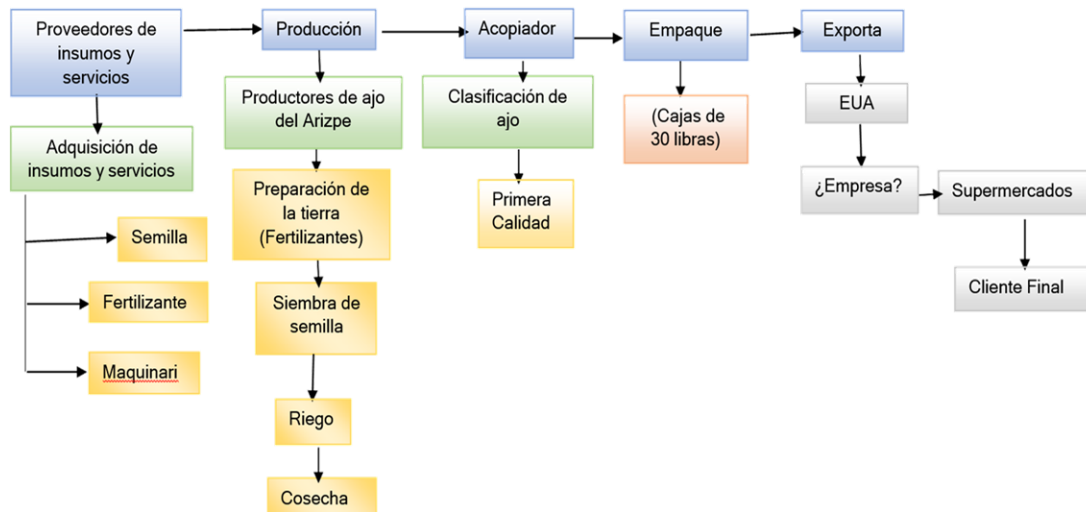 Proveedores de
insumos y
servicios
Producción
Acopiador
Empaque
Exporta
Adquisición de
insumos y servicios
Semilla
Fertilizante
Maquinari
Productores de ajo
del Arizpe
Preparación de
la tierra
(Fertilizantes)
Siembra de
semilla
Riego
Cosecha
Clasificación de
ajo
Primera
Calidad
(Cajas de
30 libras)
EUA
¿Empresa?
Supermercados
Cliente Final